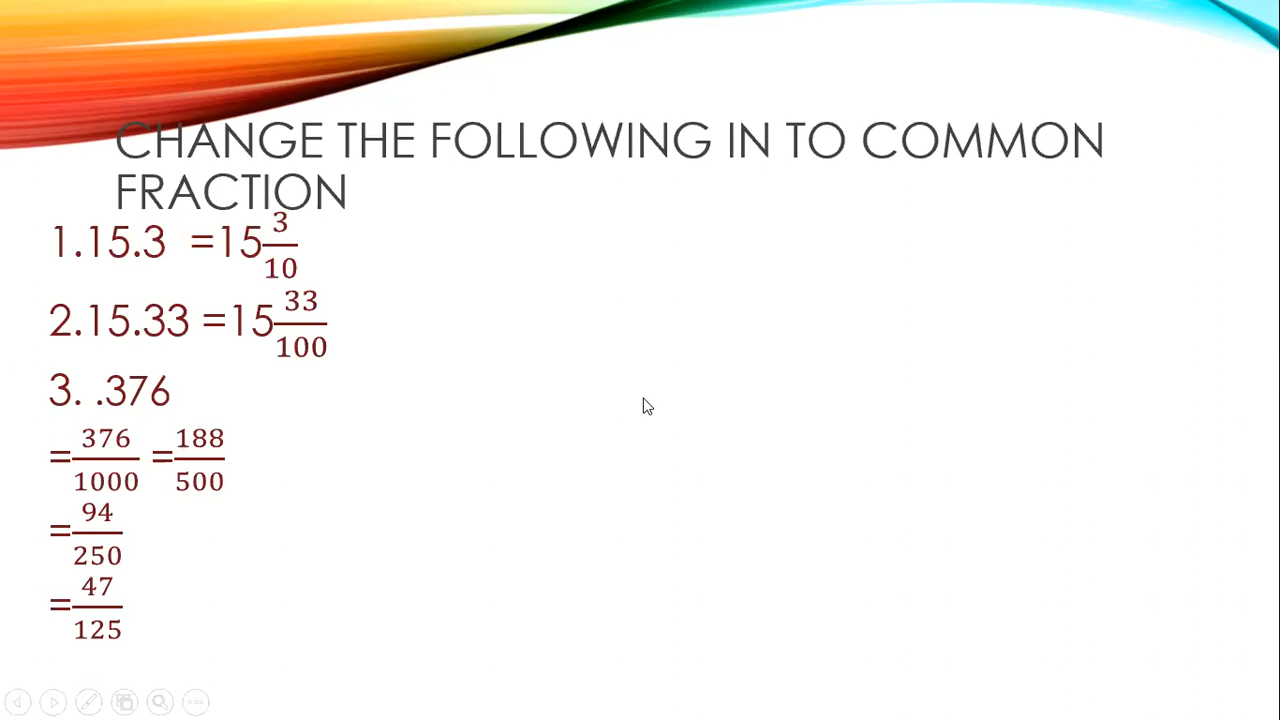 CHANGE THE FOLLOWING IN TO COMMON
FRACTION
1.15.3 =15 3/10
2.15.33 =15 33/100
3. .376
=376/1000 =188/500
=94/250
=47/125